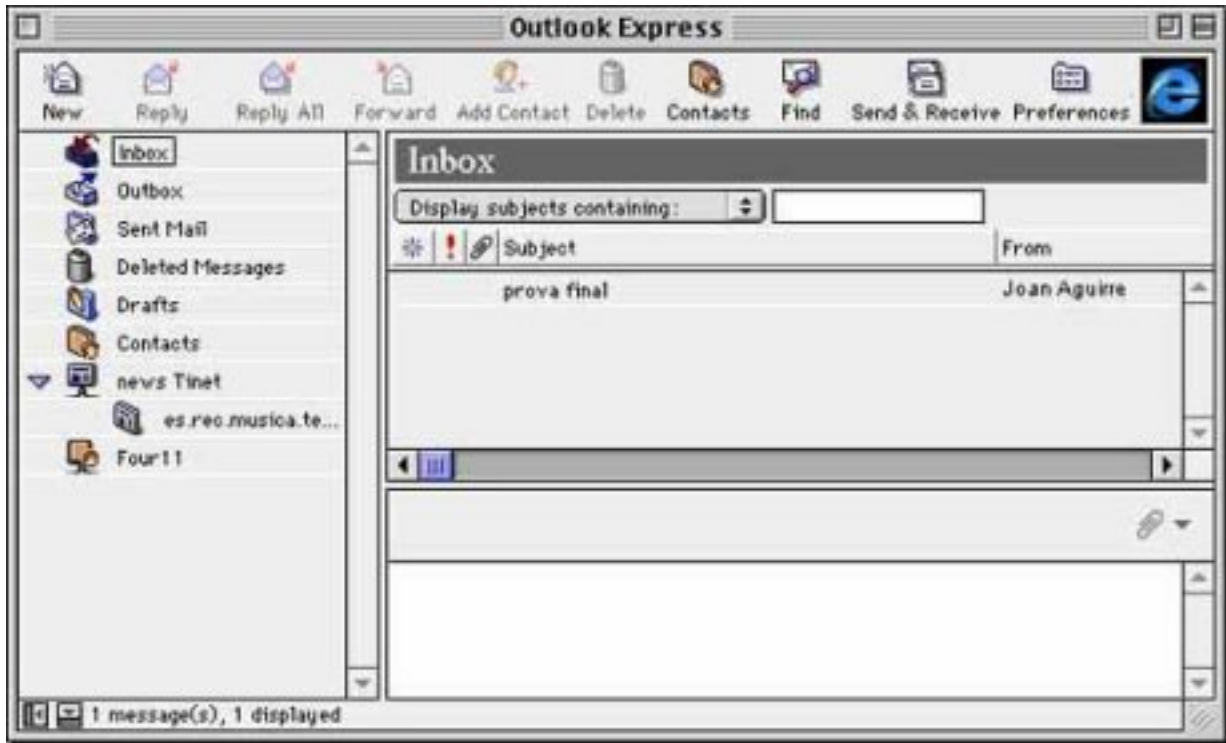 Outlook Express
New Reply Reply All Forward Add Contact Delete Contacts Find Send & Receive Preferences
Inbox
Outbox
Sent Mail
Deleted Messages
Drafts
Contacts
news Tinet
es.rec.musica.te...
Four11
Inbox
Display subjects containing:
Subject From
prova final Joan Aguirre
1 message(s), 1 displayed